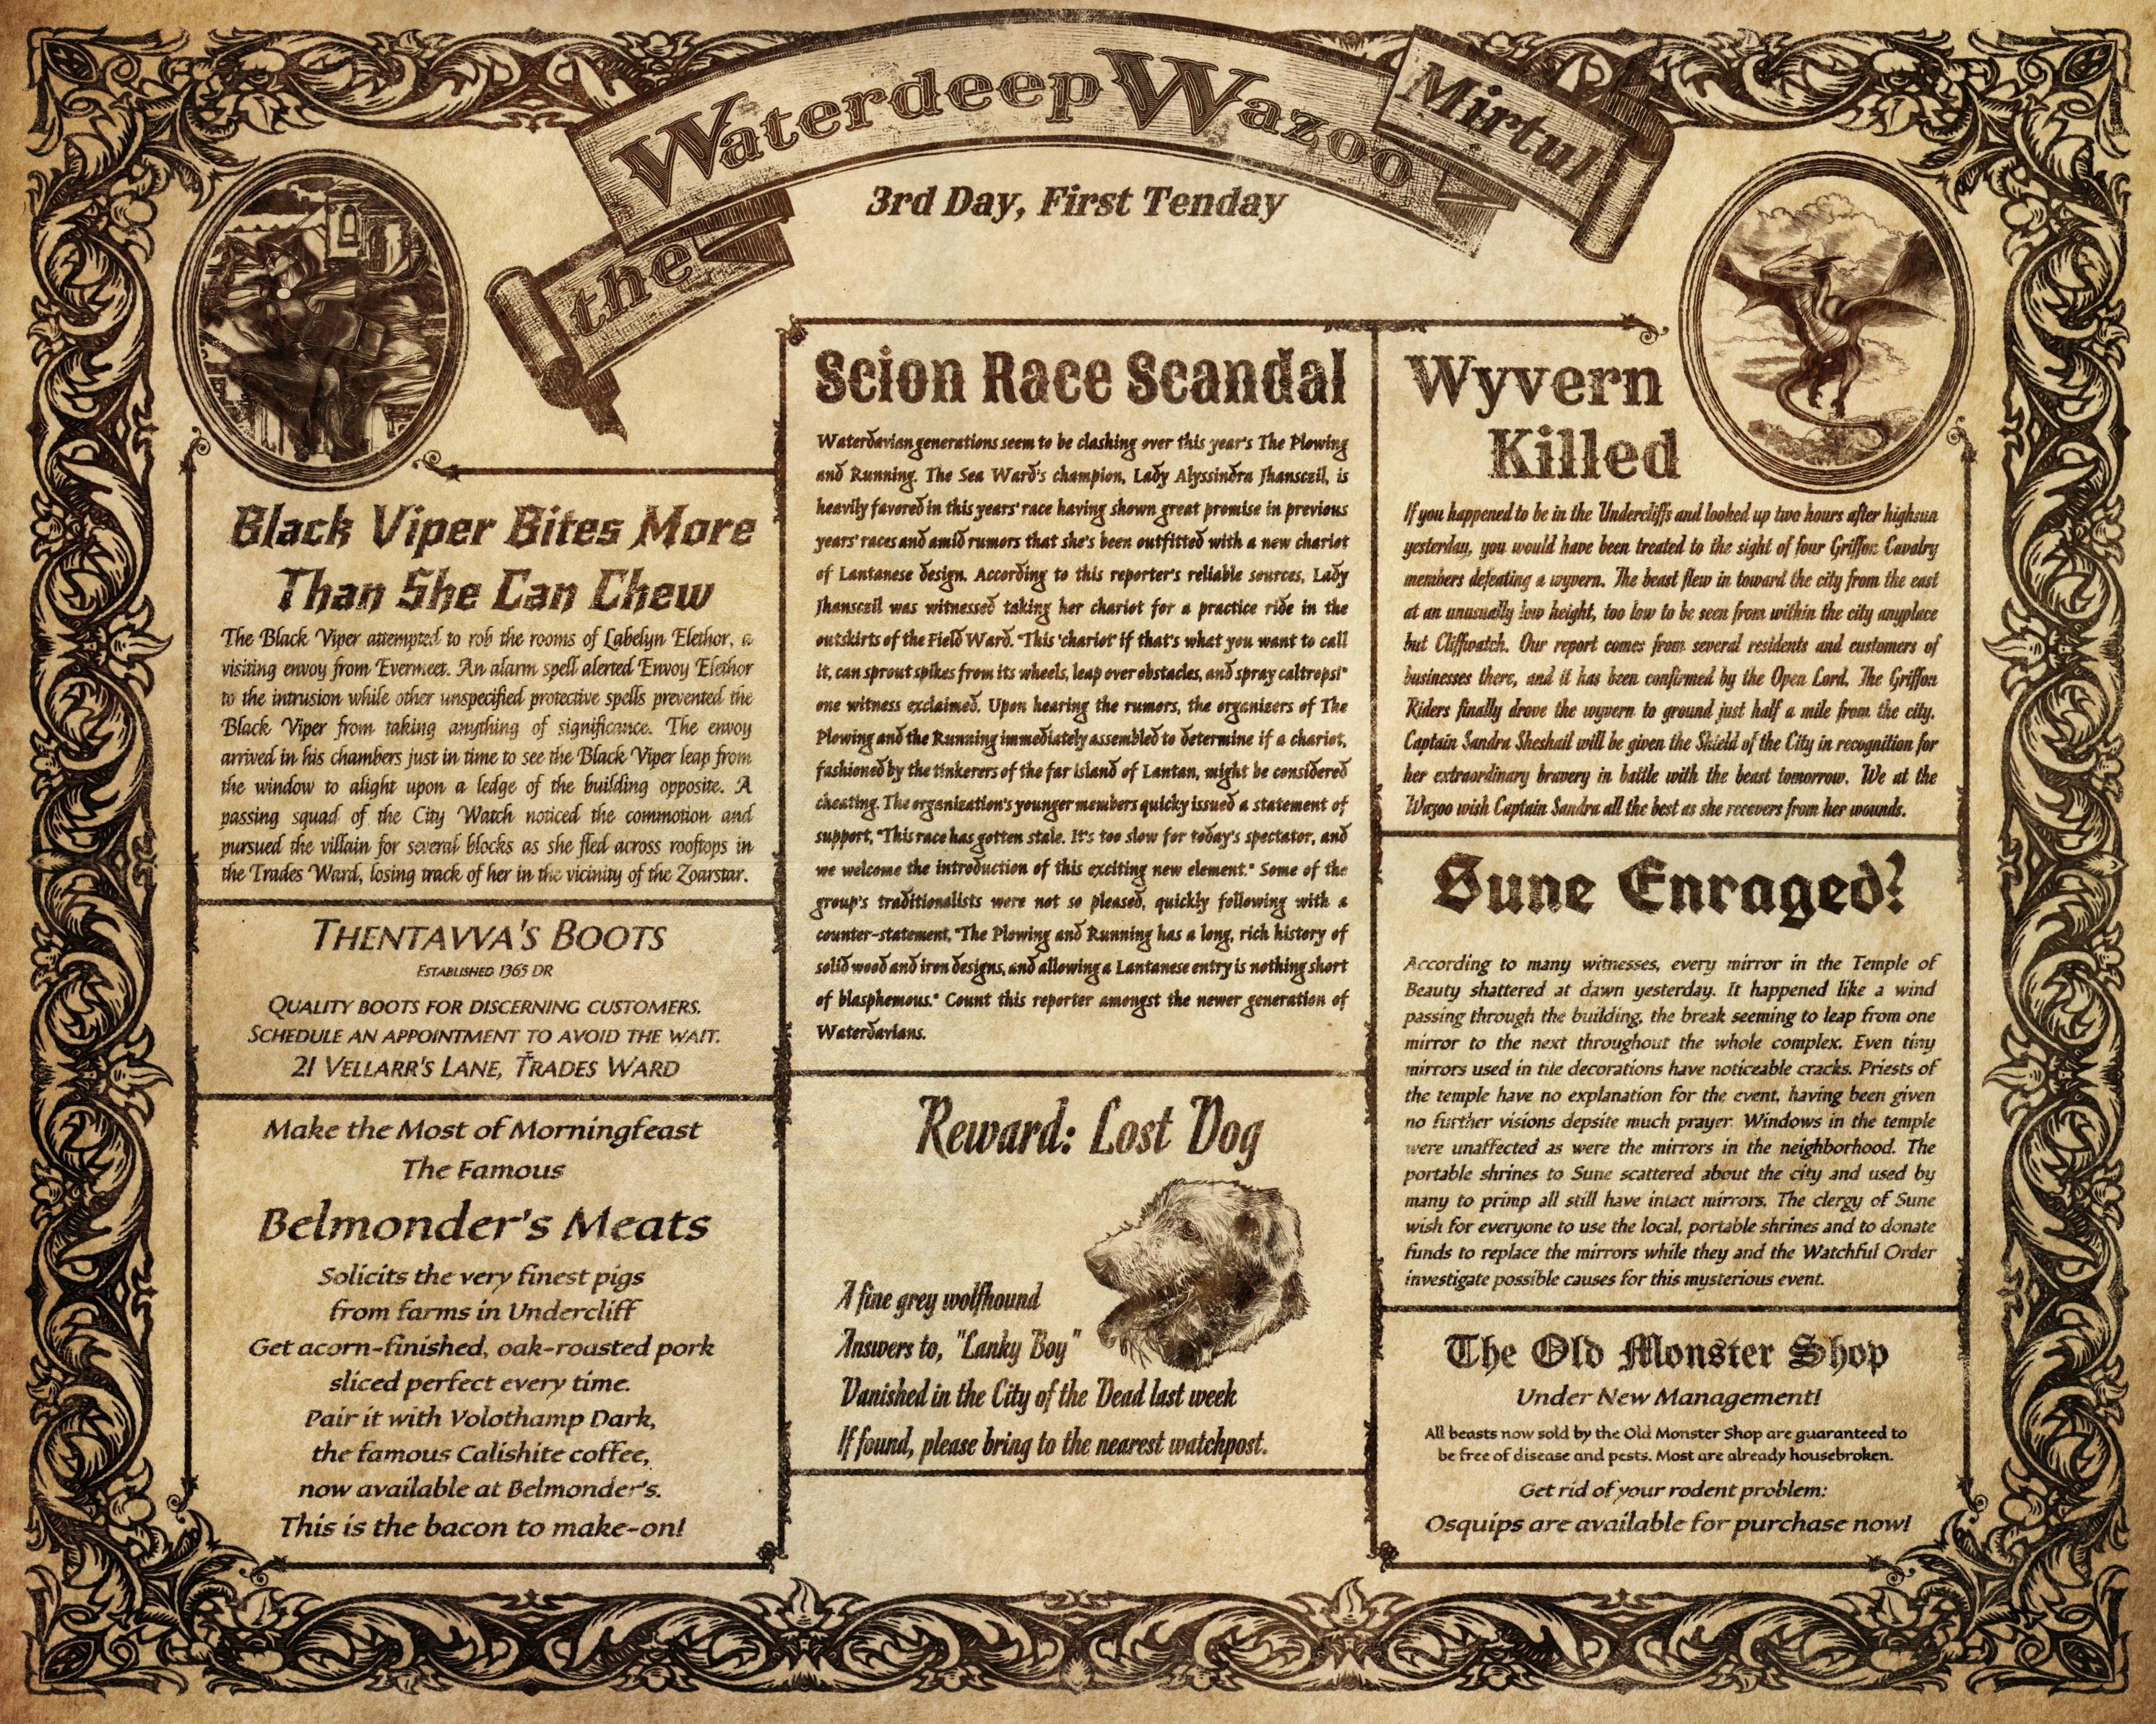 the Waterdeep Wazoo
Mirtul
3rd Day, First Tenday
Black Viper Bites More
Than She Can Chew
The Black Viper attempted to rob the rooms of Labelyn Elethor, a
visiting envoy from Evermeet. An alarm spell alerted Envoy Elethor
to the intrusion while other unspecified protective spells prevented the
Black Viper from taking anything of significance. The envoy
arrived in his chambers just in time to see the Black Viper leap from
the window to alight upon a ledge of the building opposite. A
passing squad of the City Watch noticed the commotion and
pursued the villain for several blocks as she fled across rooftops in
the Trades Ward, losing track of her in the vicinity of the Zoarstar.
THENTAVVA'S BOOTS
ESTABLISHED 1365 DR
QUALITY BOOTS FOR DISCERNING CUSTOMERS.
SCHEDULE AN APPOINTMENT TO AVOID THE WAIT.
21 VELLARR'S LANE, TRADES WARD
Make the Most of Morningfeast
The Famous
Belmonder's Meats
Solicits the very finest pigs
from farms in Undercliff
Get acorn-finished, oak-roasted pork
sliced perfect every time.
Pair it with Volothamp Dark,
the famous Calishite coffee,
now available at Belmonder's.
This is the bacon to make-on!
Scion Race Scandal
Waterdavian generations seem to be clashing over this year's The Plowing
and Running. The Sea Ward's champion, Lady Alyssindra Jhansczil, is
heavily favored in this years' race having shown great promise in previous
years' races and amid rumors that she's been outfitted with a new chariot
of Lantanese design. According to this reporter's reliable sources, Lady
Jhansczil was witnessed taking her chariot for a practice ride in the
outskirts of the Field Ward. "This 'chariot' if that's what you want to call
it, can sprout spikes from its wheels, leap over obstacles, and spray caltrops!"
one witness exclaimed. Upon hearing the rumors, the organizers of The
Plowing and the Running immediately assembled to determine if a chariot,
fashioned by the tinkerers of the far island of Lantan, might be considered
cheating. The organization's younger members quicky issued a statement of
support, "This race has gotten stale. It's too slow for today's spectator, and
we welcome the introduction of this exciting new element." Some of the
group's traditionalists were not so pleased, quickly following with a
counter-statement, "The Plowing and Running has a long, rich history of
solid wood and iron designs, and allowing a Lantanese entry is nothing short
of blasphemous." Count this reporter amongst the newer generation of
Waterdavians.
Reward: Lost Dog
A fine grey wolfhound
Answers to, "Lanky Boy"
Vanished in the City of the Dead last week
If found, please bring to the nearest watchpost.
Wyvern
Killed
If you happened to be in the Undercliffs and looked up two hours after highsun
yesterday, you would have been treated to the sight of four Griffon Cavalry
members defeating a wyvern. The beast flew in toward the city from the east
at an unusually low height, too low to be seen from within the city anyplace
but Cliffwatch. Our report comes from several residents and customers of
businesses there, and it has been confirmed by the Open Lord. The Griffon
Riders finally drove the wyvern to ground just half a mile from the city.
Captain Sandra Sheshail will be given the Shield of the City in recognition for
her extraordinary bravery in battle with the beast tomorrow. We at the
Wazoo wish Captain Sandra all the best as she recovers from her wounds.
Sune Enraged?
According to many witnesses, every mirror in the Temple of
Beauty shattered at dawn yesterday. It happened like a wind
passing through the building, the break seeming to leap from one
mirror to the next throughout the whole complex. Even tiny
mirrors used in tile decorations have noticeable cracks. Priests of
the temple have no explanation for the event, having been given
no further visions depsite much prayer. Windows in the temple
were unaffected as were the mirrors in the neighborhood. The
portable shrines to Sune scattered about the city and used by
many to primp all still have intact mirrors. The clergy of Sune
wish for everyone to use the local, portable shrines and to donate
funds to replace the mirrors while they and the Watchful Order
investigate possible causes for this mysterious event.
The Old Monster Shop
Under New Management!
All beasts now sold by the Old Monster Shop are guaranteed to
be free of disease and pests. Most are already housebroken.
Get rid of your rodent problem:
Osquips are available for purchase now!